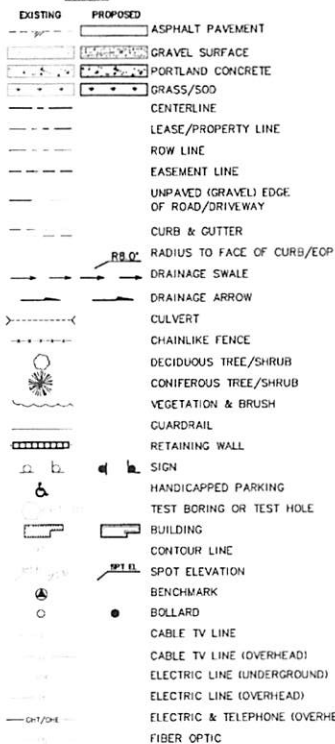 EXISTING PROPOSED
ASPHALT PAVEMENT
GRAVEL SURFACE
PORTLAND CONCRETE
GRASS/SOD
CENTERLINE
LEASE/PROPERTY LINE
ROW LINE
EASEMENT LINE
UNPAVED (GRAVEL) EDGE
OF ROAD/DRIVEWAY
CURB & GUTTER
R8.0' RADIUS TO FACE OF CURB/EOP
DRAINAGE SWALE
DRAINAGE ARROW
CULVERT
CHAINLIKE FENCE
DECIDUOUS TREE/SHRUB
CONIFEROUS TREE/SHRUB
VEGETATION & BRUSH
GUARDRAIL
RETAINING WALL
SIGN
HANDICAPPED PARKING
TEST BORING OR TEST HOLE
BUILDING
CONTOUR LINE
SPT EL SPOT ELEVATION
BENCHMARK
BOLLARD
CABLE TV LINE
CABLE TV LINE (OVERHEAD)
ELECTRIC LINE (UNDERGROUND)
ELECTRIC LINE (OVERHEAD)
OHT/OHE ELECTRIC & TELEPHONE (OVERHE
FIBER OPTIC